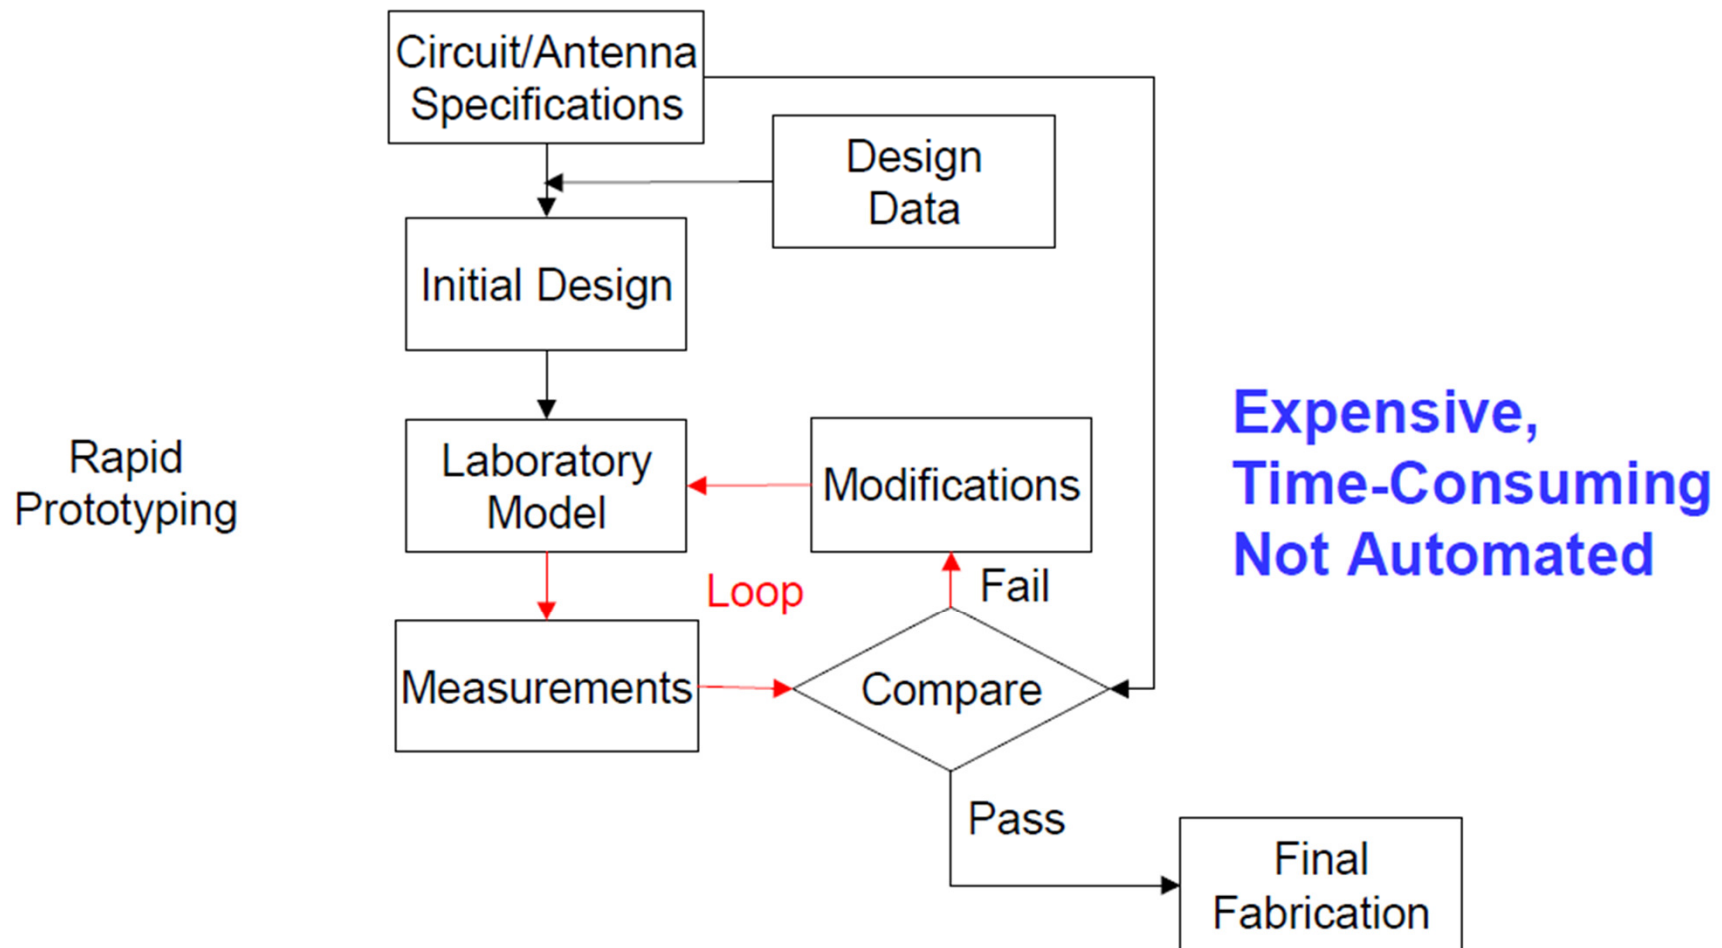 Circuit/Antenna
Specifications
Design
Data
Initial Design
Rapid
Prototyping
Laboratory
Model
Modifications
Expensive,
Time-Consuming
Not Automated
Loop
Fail
Measurements
Compare
Pass
Final
Fabrication